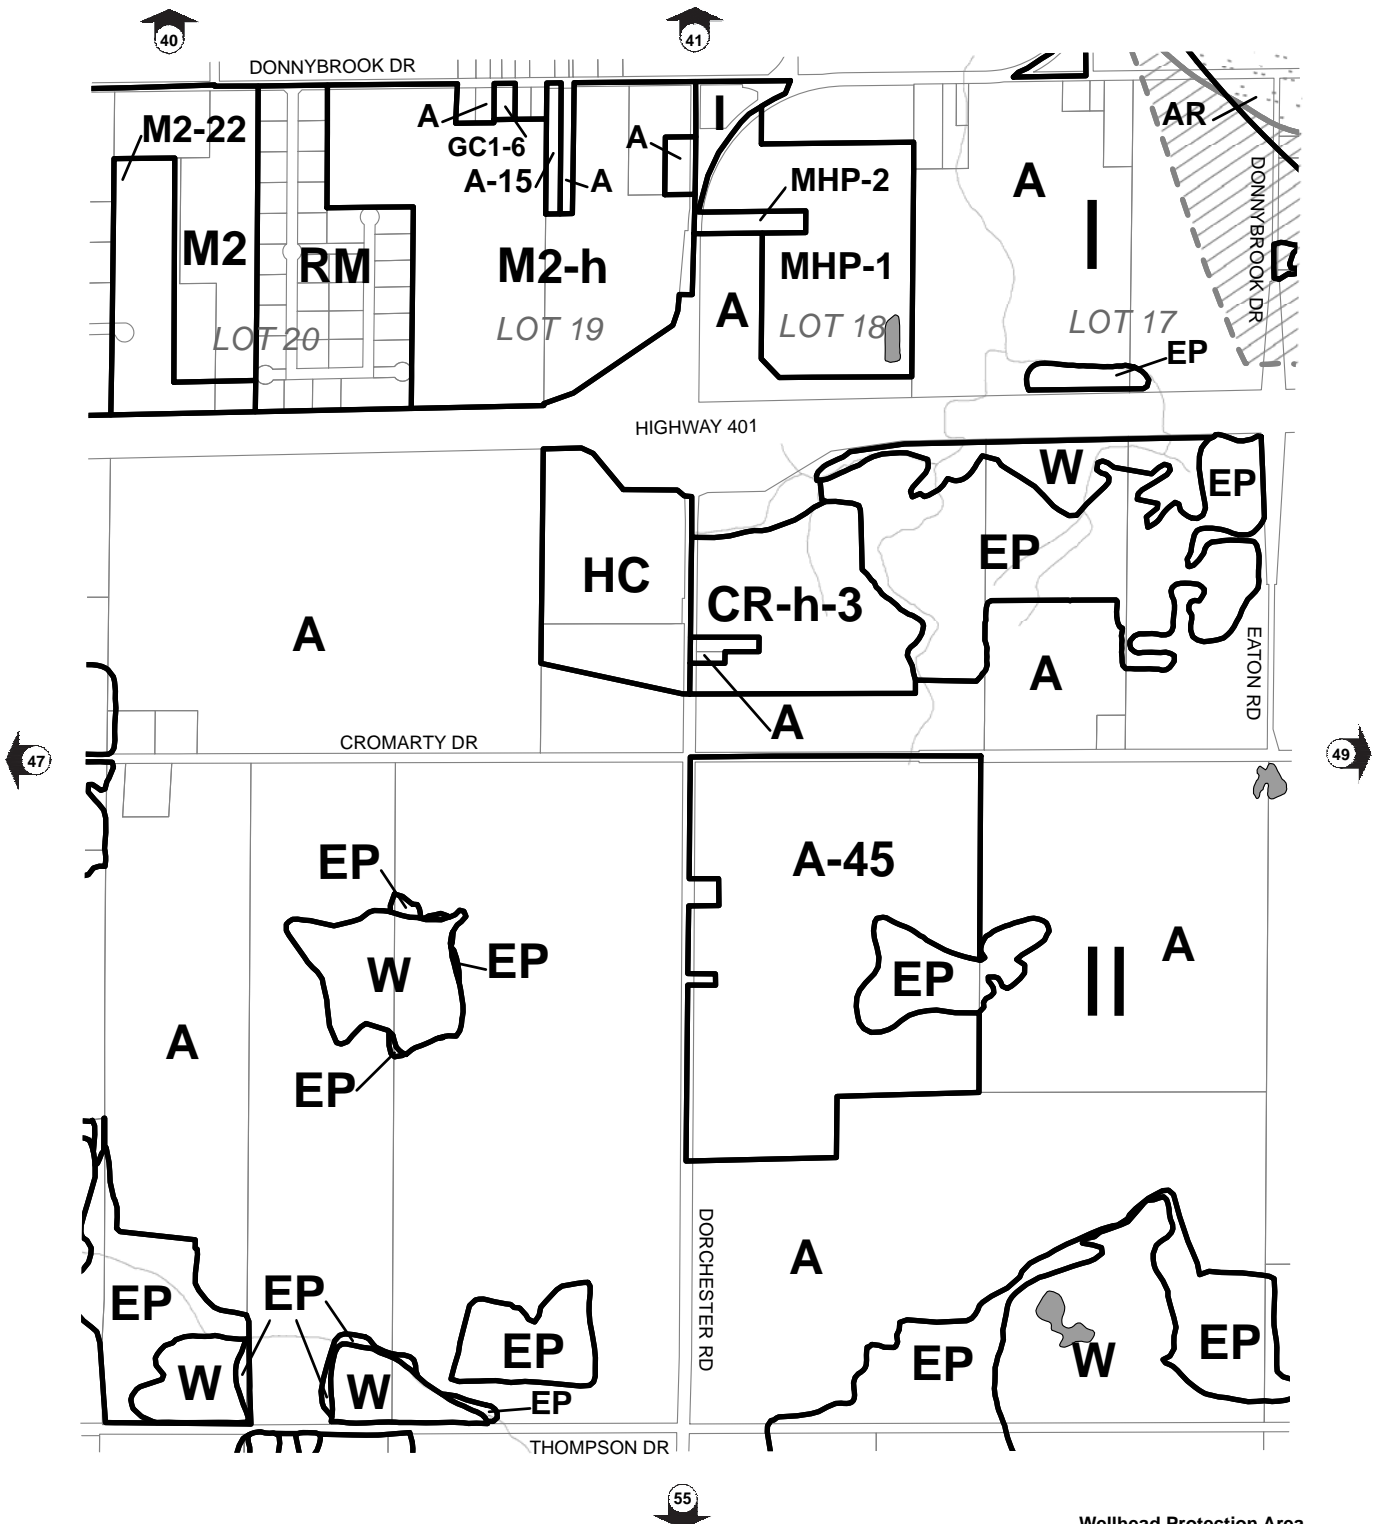 40
41
DONNYBROOK DR
A
GC1-6
A-15
A
A
I
M2-22
MHP-2
A
AR
DONNYBROOK DR
M2
RM
M2-h
A
MHP-1
I
LOT 20
LOT 19
LOT 18
LOT 17
EP
HIGHWAY 401
W
EP
HC
EP
CR-h-3
A
A
A
EATON RD
CROMARTY DR
47
49
A-45
EP
W
EP
EP
A
II
A
EP
DORCHESTER RD
A
EP
EP
EP
W
W
EP
EP
W
EP
THOMPSON DR
55
Wellhead Protection Area